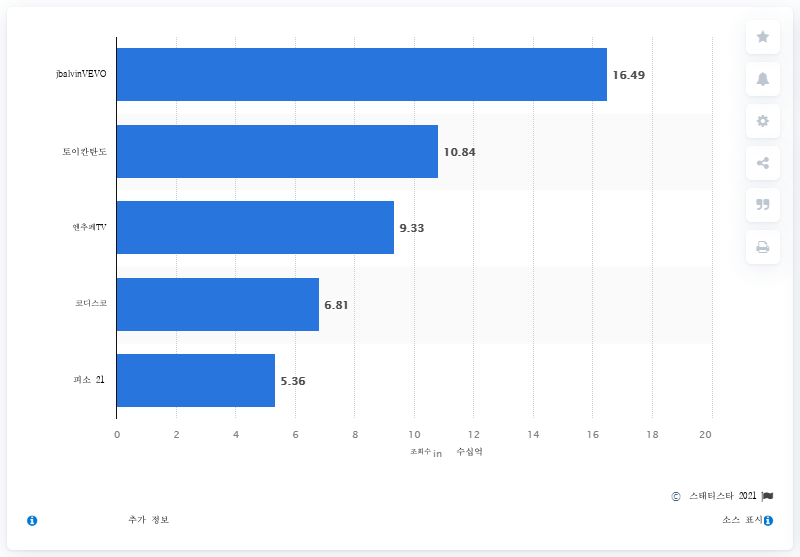 jbalvinVEVO
16.49
토이칸탄도
10.84
엔추페TV
9.33
코디스코
6.81
피소 21
5.36
0 2 4 6 8 10 12 14 16 18 20
조회수 in 수십억
© 스태티스타 2021
추가 정보
소스 표시